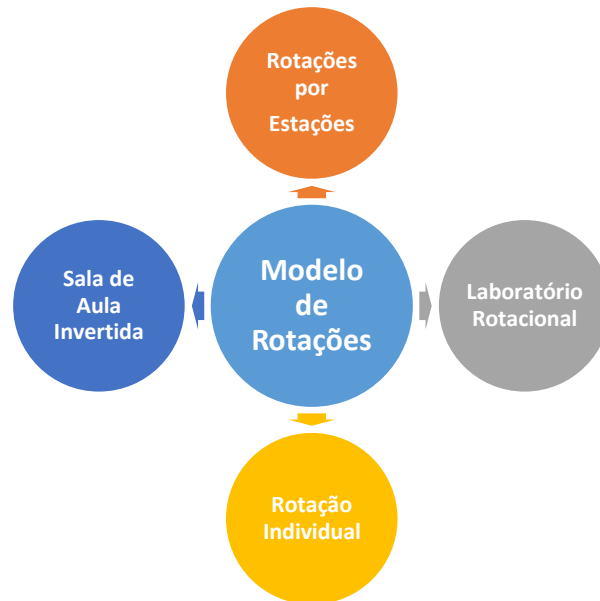 Rotações
por
Estações
Sala de
Aula
Invertida
Modelo
de
Rotações
Laboratório
Rotacional
Rotação
Individual